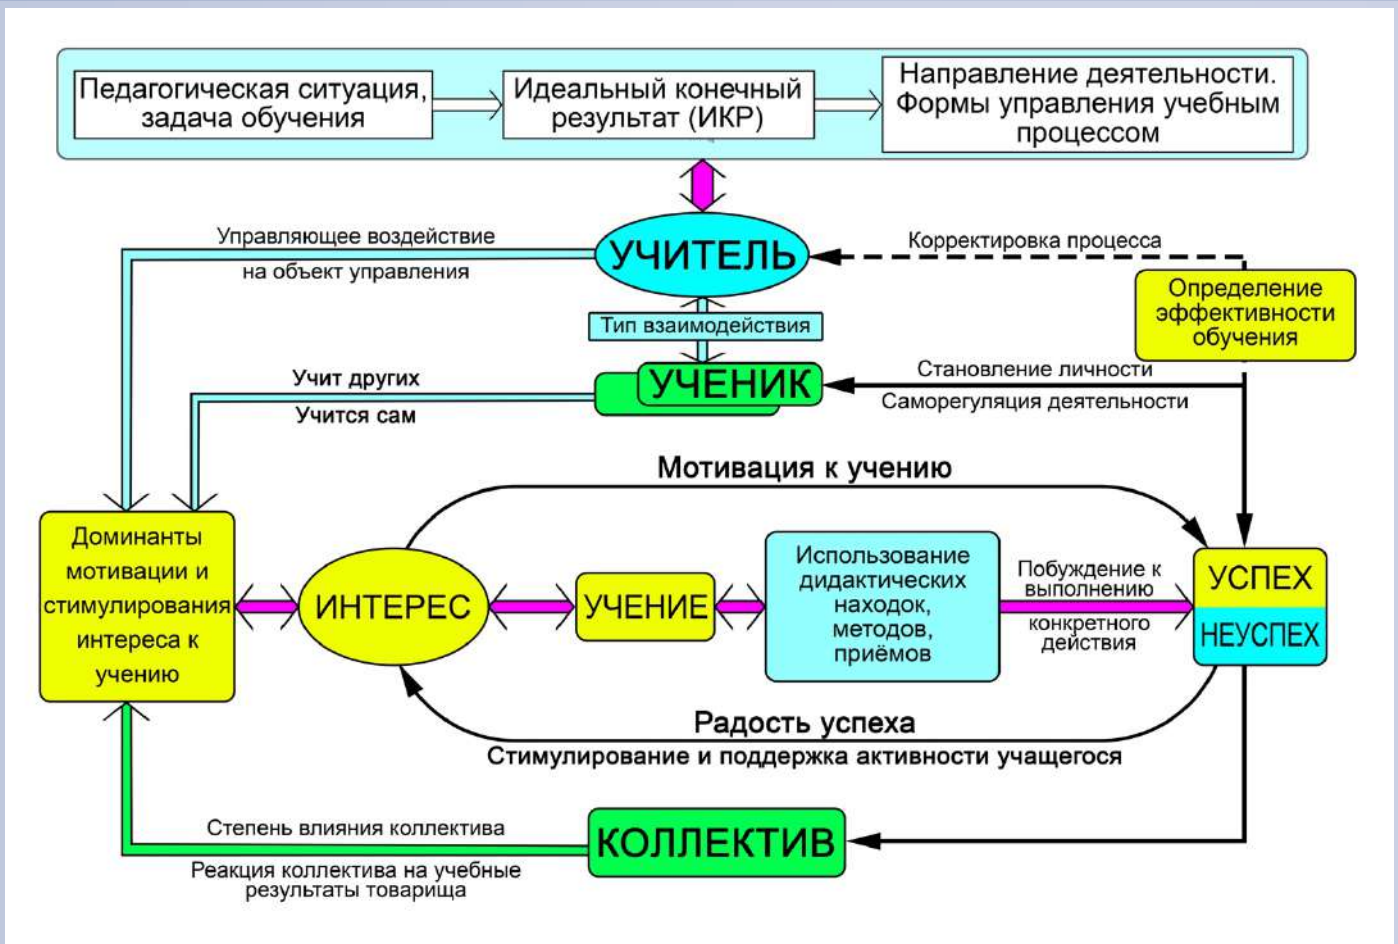 Педагогическая ситуация,
задача обучения
Идеальный конечный
результат (ИКР)
Направление деятельности.
Формы управления учебным
процессом
Управляющее воздействие
на объект управления
УЧИТЕЛЬ
Корректировка процесса
Определение
эффективности
обучения
Тип взаимодействия
Учит других
Учится сам
УЧЕНИК
Становление личности
Саморегуляция деятельности
Мотивация к учению
Доминанты
мотивации и
стимулирования
интереса к
учению
ИНТЕРЕС
УЧЕНИЕ
Использование
дидактических
находок,
методов,
приёмов
Побуждение к
выполнению
конкретного
действия
УСПЕХ
НЕУСПЕХ
Радость успеха
Стимулирование и поддержка активности учащегося
Степень влияния коллектива
Реакция коллектива на учебные
результаты товарища
КОЛЛЕКТИВ